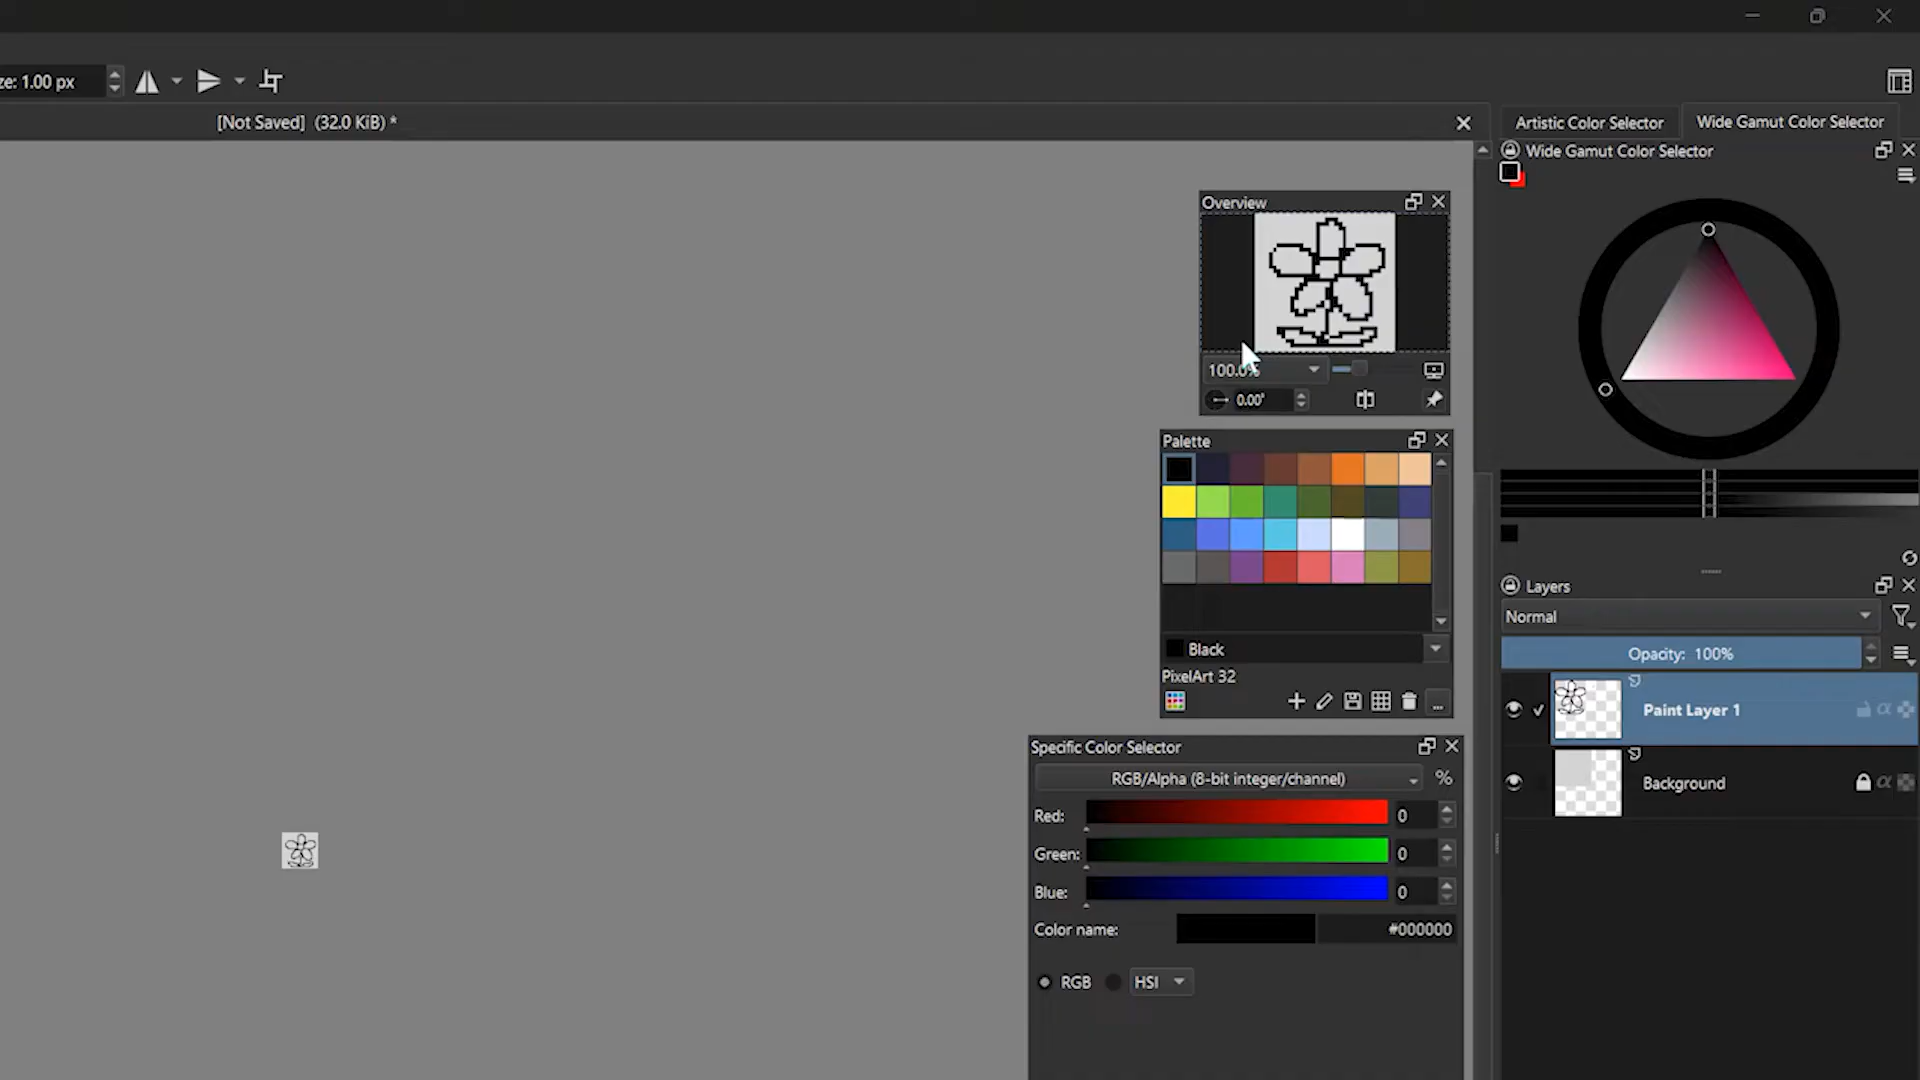 ze: 1.00 px
[Not Saved] (32.0 KiB) *
Artistic Color Selector
Wide Gamut Color Selector
Wide Gamut Color Selector
Overview
100.0%
0.00°
Palette
Black
PixelArt 32
...
Specific Color Selector
RGB/Alpha (8-bit integer/channel)
%
Red: 0
Green: 0
Blue: 0
Color name: #000000
RGB
HSI
Layers
Normal
Opacity: 100%
Paint Layer 1
α
Background
α